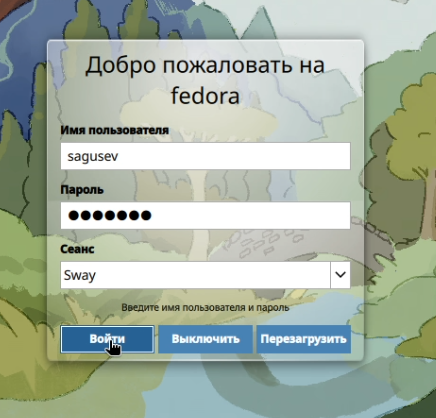 Добро пожаловать на
fedora
Имя пользователя
sagusev
Пароль
●●●●●●●
Сеанс
Sway
Введите имя пользователя и пароль
Войти Выключить Перезагрузить